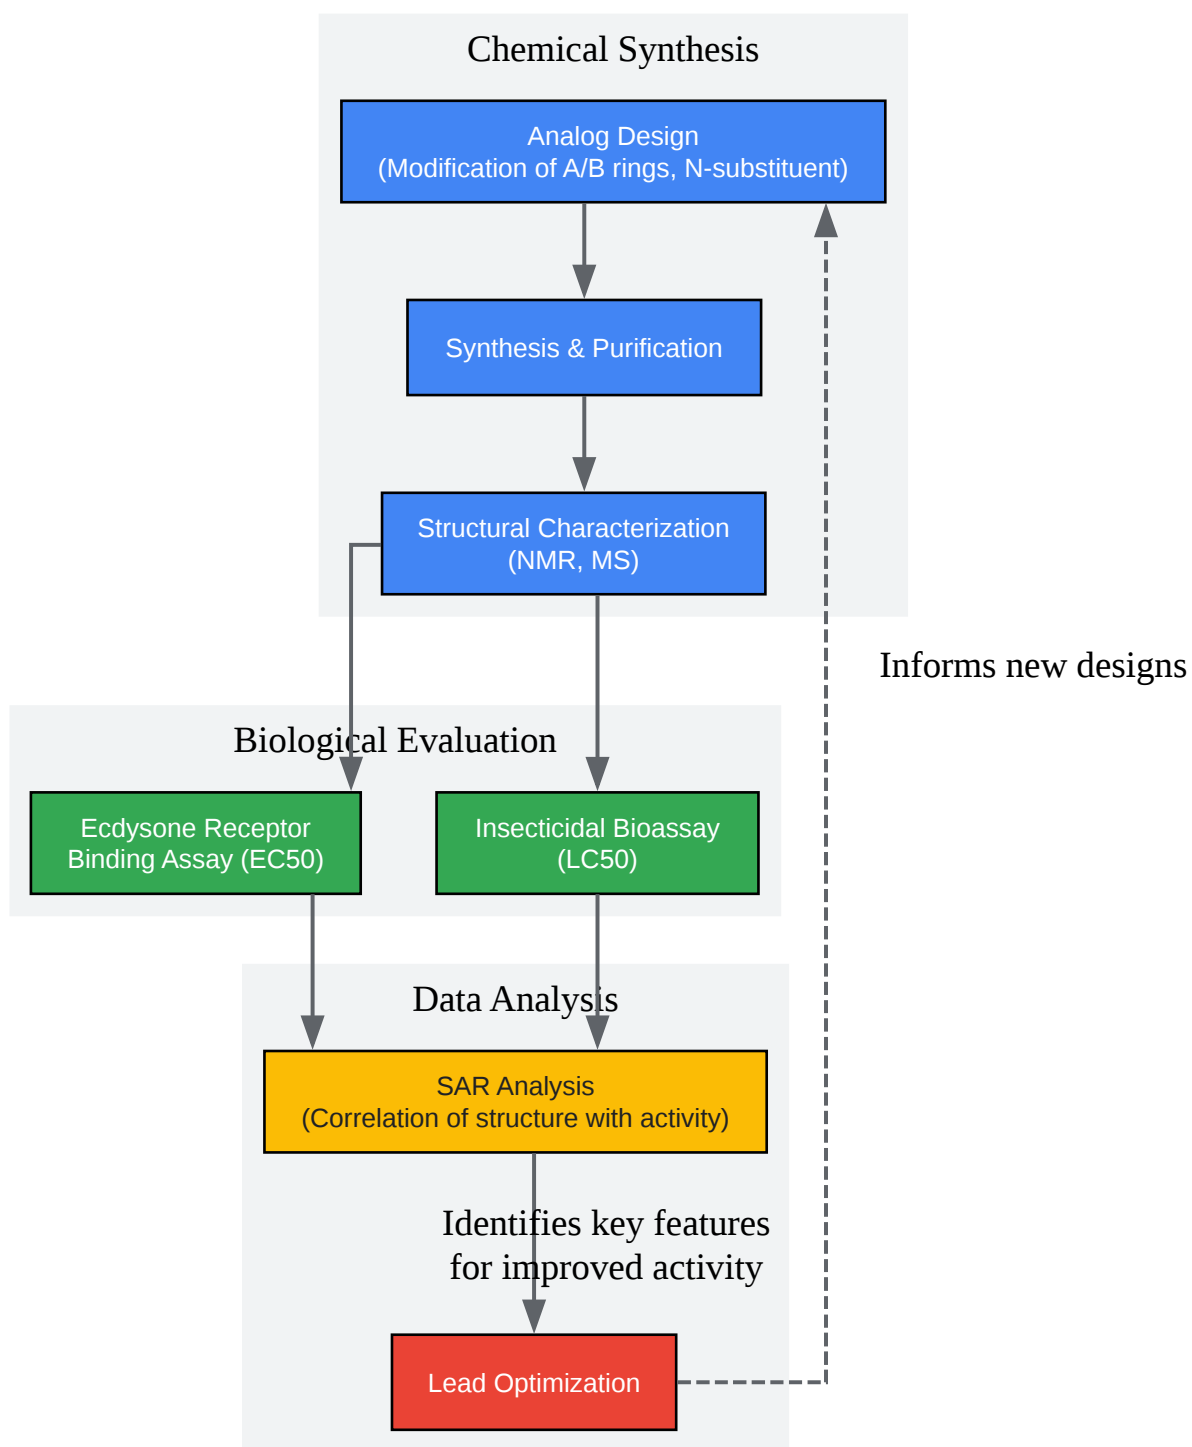 Chemical Synthesis
Analog Design
(Modification of A/B rings, N-substituent)
Synthesis & Purification
Structural Characterization
(NMR, MS)
Informs new designs
Biological Evaluation
Ecdysone Receptor
Binding Assay (EC50)
Insecticidal Bioassay
(LC50)
Data Analysis
SAR Analysis
(Correlation of structure with activity)
Identifies key features
for improved activity
Lead Optimization